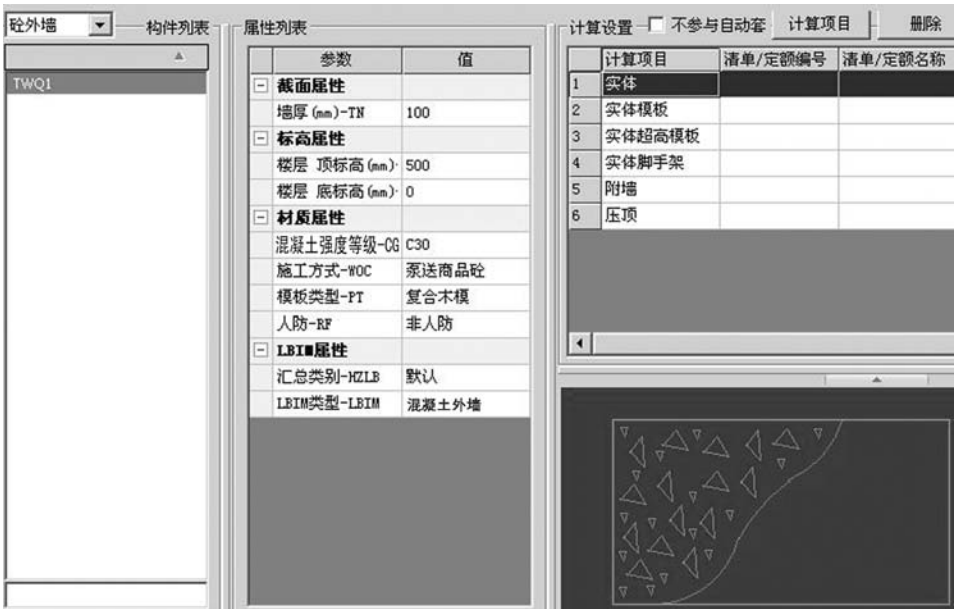 砼外墙
构件列表
TWQ1
属性列表
参数 值
截面属性
墙厚(mm)-TN 100
标高属性
楼层 顶标高(mm)· 500
楼层 底标高(mm)· 0
材质属性
混凝土强度等级-CG C30
施工方式-WOC 泵送商品砼
模板类型-PT 复合木模
人防-RF 非人防
LBIM属性
汇总类别-HZLB 默认
LBIM类型-LBIM 混凝土外墙
计算设置 不参与自动套 计算项目 删除
计算项目 清单/定额编号 清单/定额名称
1 实体
2 实体模板
3 实体超高模板
4 实体脚手架
5 附墙
6 压顶